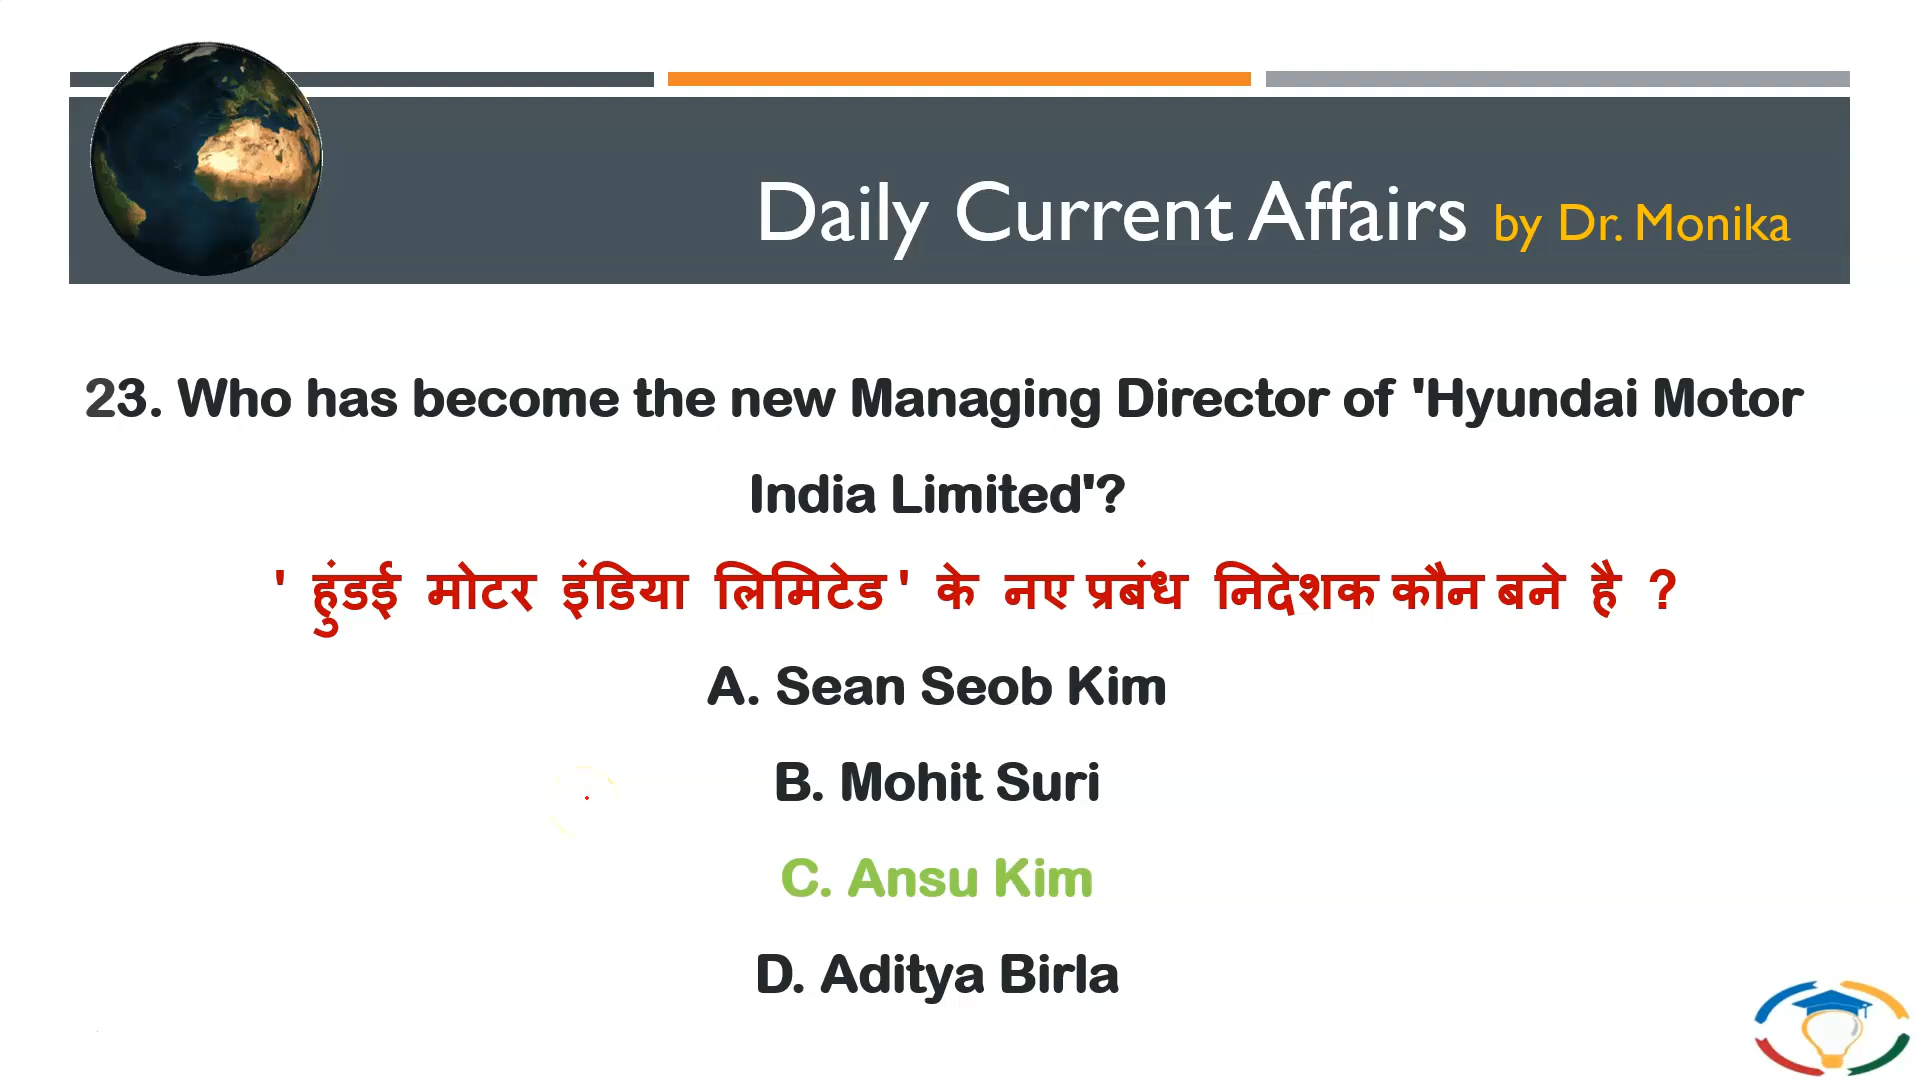 Daily Current Affairs by Dr. Monika
23. Who has become the new Managing Director of 'Hyundai Motor
India Limited'?
' हुंडई मोटर इंडिया लिमिटेड ' के नए प्रबंध निदेशक कौन बने है ?
A. Sean Seob Kim
B. Mohit Suri
C. Ansu Kim
D. Aditya Birla